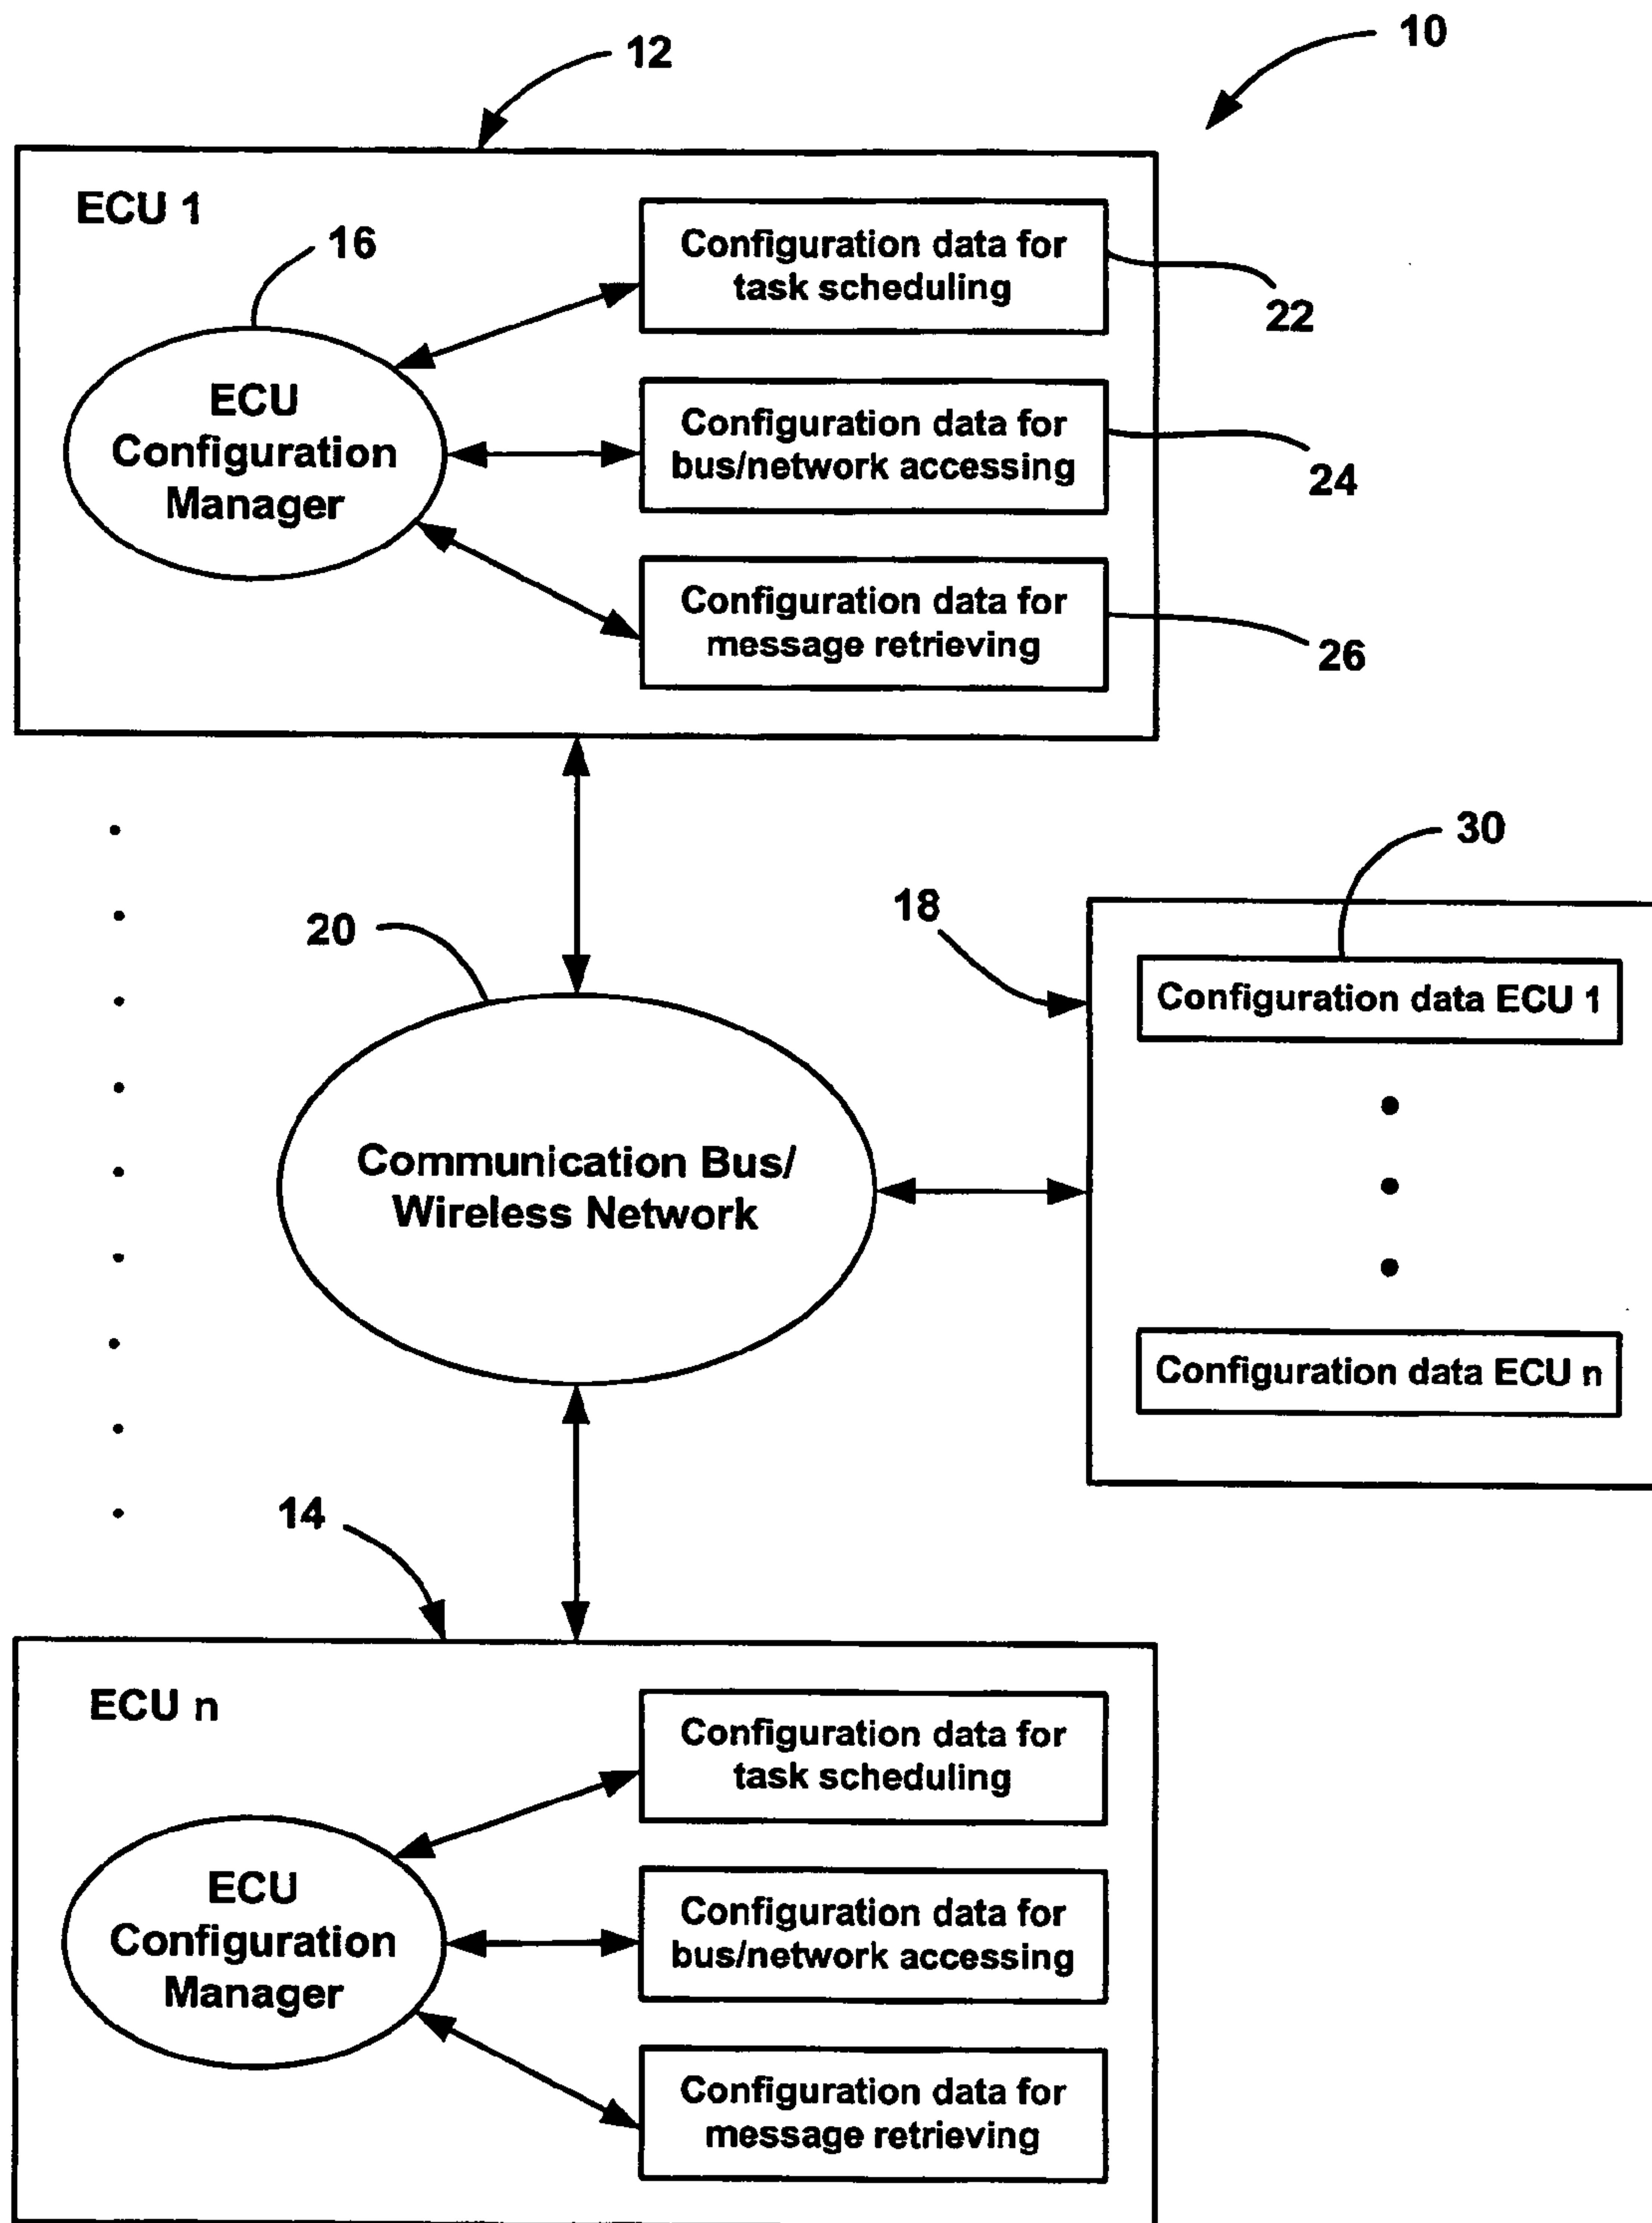 10
12
ECU 1
16
Configuration data for
task scheduling
22
ECU
Configuration
Manager
Configuration data for
bus/network accessing
24
Configuration data for
message retrieving
26
30
18
20
Configuration data ECU 1
Communication Bus/
Wireless Network
Configuration data ECU n
14
ECU n
Configuration data for
task scheduling
ECU
Configuration
Manager
Configuration data for
bus/network accessing
Configuration data for
message retrieving